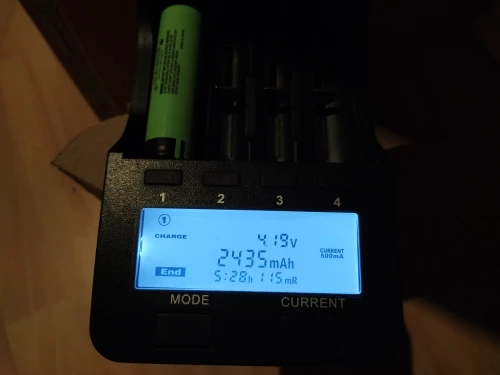 1 2 3 4
1
CHARGE 4.19V
CURRENT
500mA
2435mAh
End 5:28h 115mR
MODE CURRENT